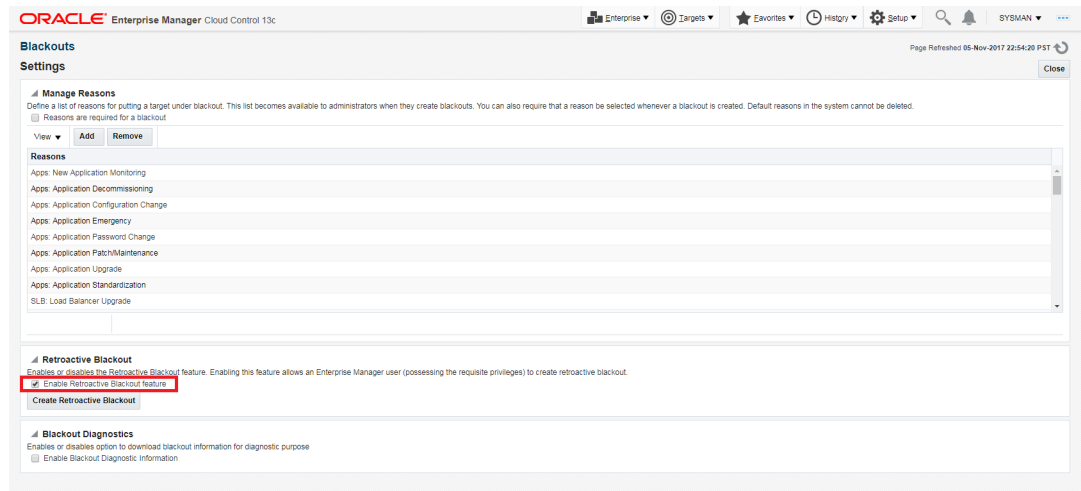 ORACLE Enterprise Manager Cloud Control 13c Enterprise Targets Favorites History Setup SYSMAN
Blackouts
Page Refreshed 05-Nov-2017 22:54:20 PST
Settings
Close
Manage Reasons
Define a list of reasons for putting a target under blackout. This list becomes available to administrators when they create blackouts. You can also require that a reason be selected whenever a blackout is created. Default reasons in the system cannot be deleted.
Reasons are required for a blackout
View Add Remove
Reasons
Apps: New Application Monitoring
Apps: Application Decommissioning
Apps: Application Configuration Change
Apps: Application Emergency
Apps: Application Password Change
Apps: Application Patch/Maintenance
Apps: Application Upgrade
Apps: Application Standardization
SLB: Load Balancer Upgrade
Retroactive Blackout
Enables or disables the Retroactive Blackout feature. Enabling this feature allows an Enterprise Manager user (possessing the requisite privileges) to create retroactive blackout.
Enable Retroactive Blackout feature
Create Retroactive Blackout
Blackout Diagnostics
Enables or disables option to download blackout information for diagnostic purpose
Enable Blackout Diagnostic Information